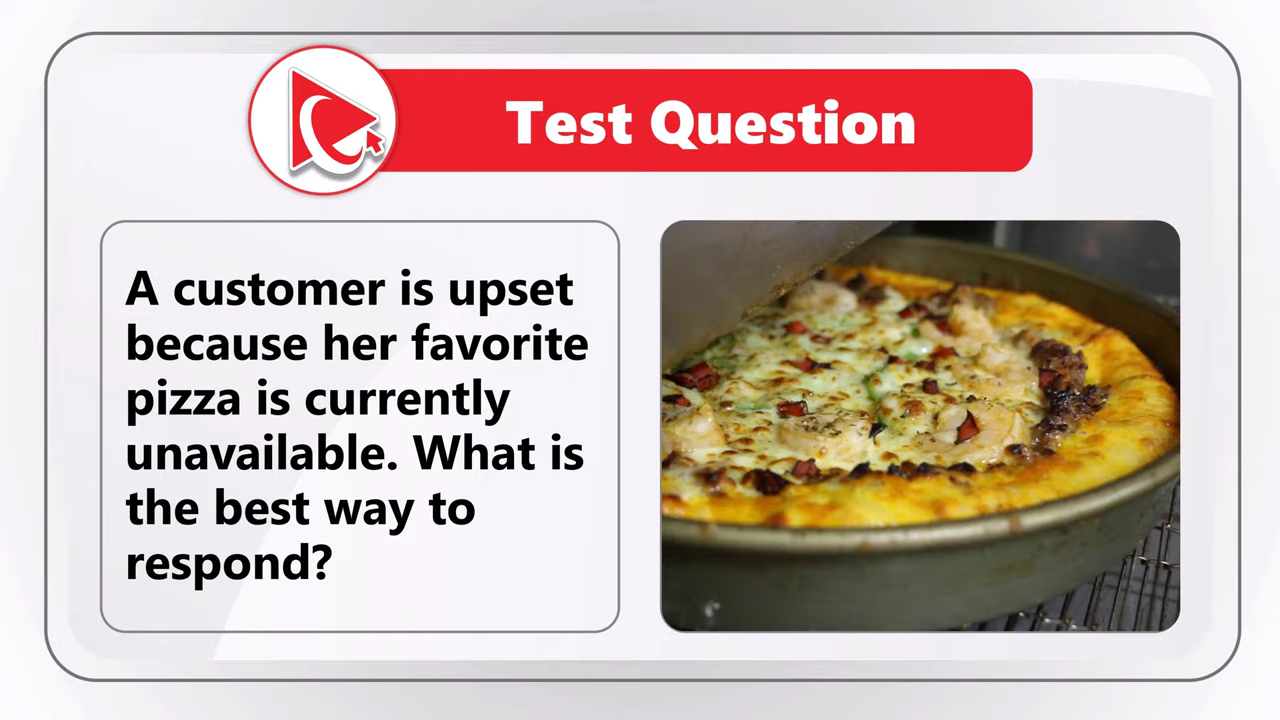 Test Question
A customer is upset
because her favorite
pizza is currently
unavailable. What is
the best way to
respond?